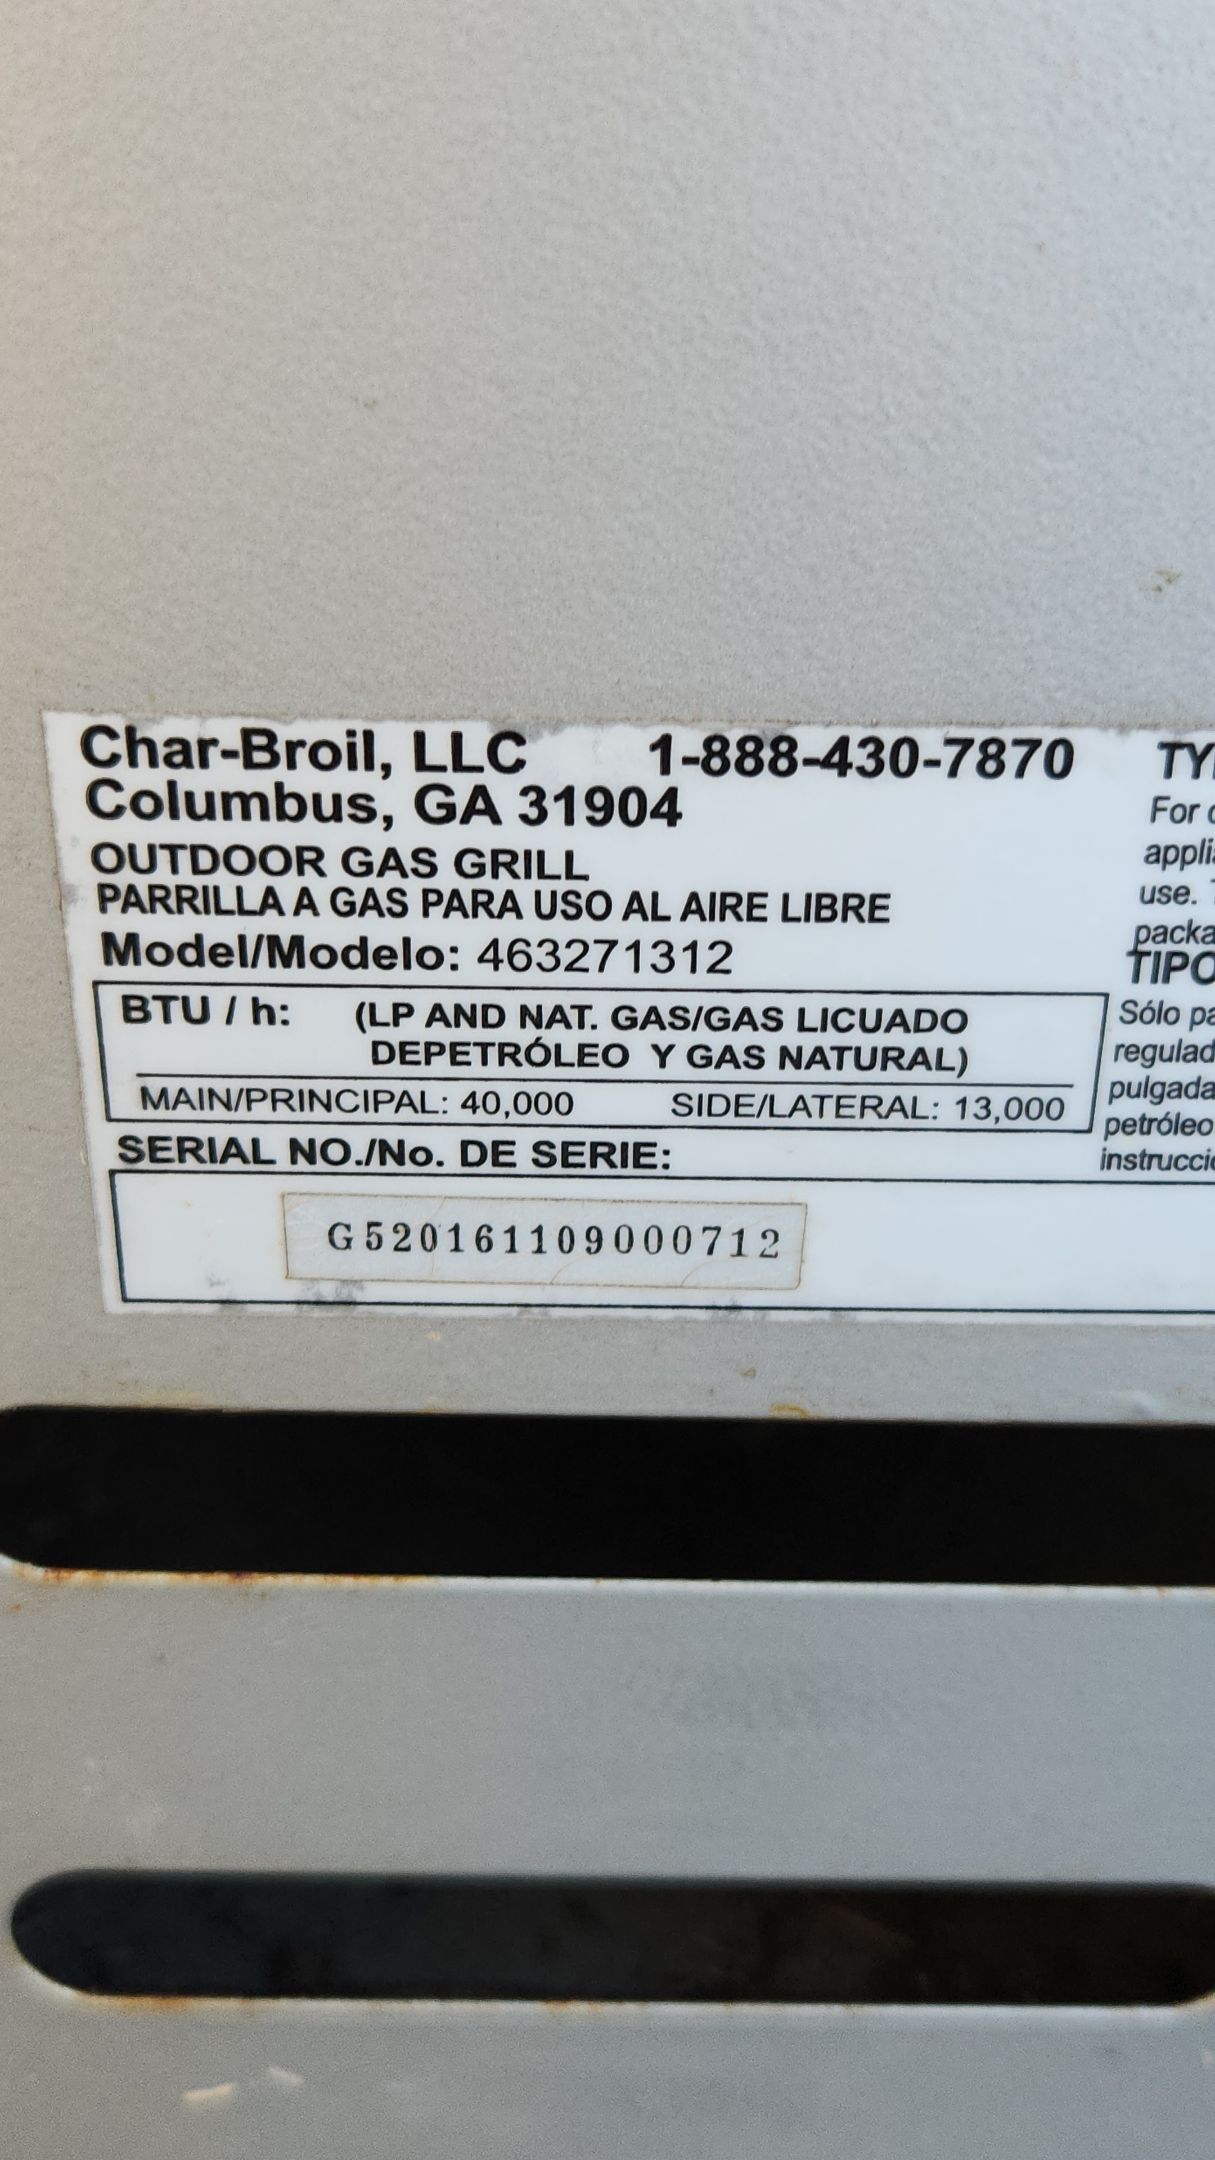 Char-Broil, LLC 1-888-430-7870
Columbus, GA 31904
OUTDOOR GAS GRILL
PARRILLA A GAS PARA USO AL AIRE LIBRE
Model/Modelo: 463271312
BTU / h: (LP AND NAT. GAS/GAS LICUADO
DEPETRÓLEO Y GAS NATURAL)
MAIN/PRINCIPAL: 40,000 SIDE/LATERAL: 13,000
SERIAL NO./No. DE SERIE:
G520161109000712
For
use.
TIPO
Sólo
petróleo